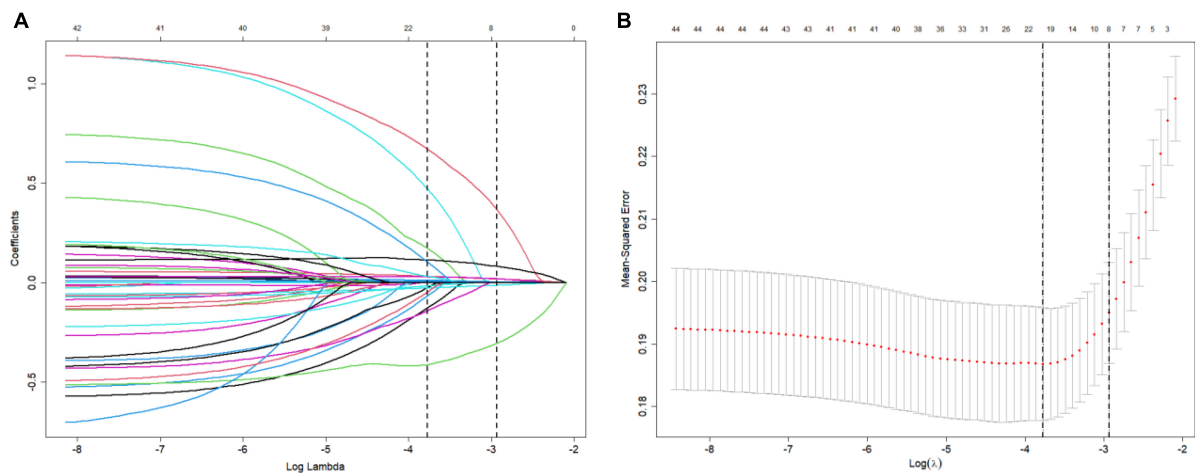 A
42 41 40 39 22 8 0
Coefficients
1.0
0.5
0.0
-0.5
-8 -7 -6 -5 -4 -3 -2
Log Lambda
B
44 44 44 44 43 43 41 41 41 40 38 36 33 31 26 22 19 14 10 8 7 7 5 3
Mean-Squared Error
0.23
0.22
0.21
0.20
0.19
0.18
-8 -7 -6 -5 -4 -3 -2
Log(λ)